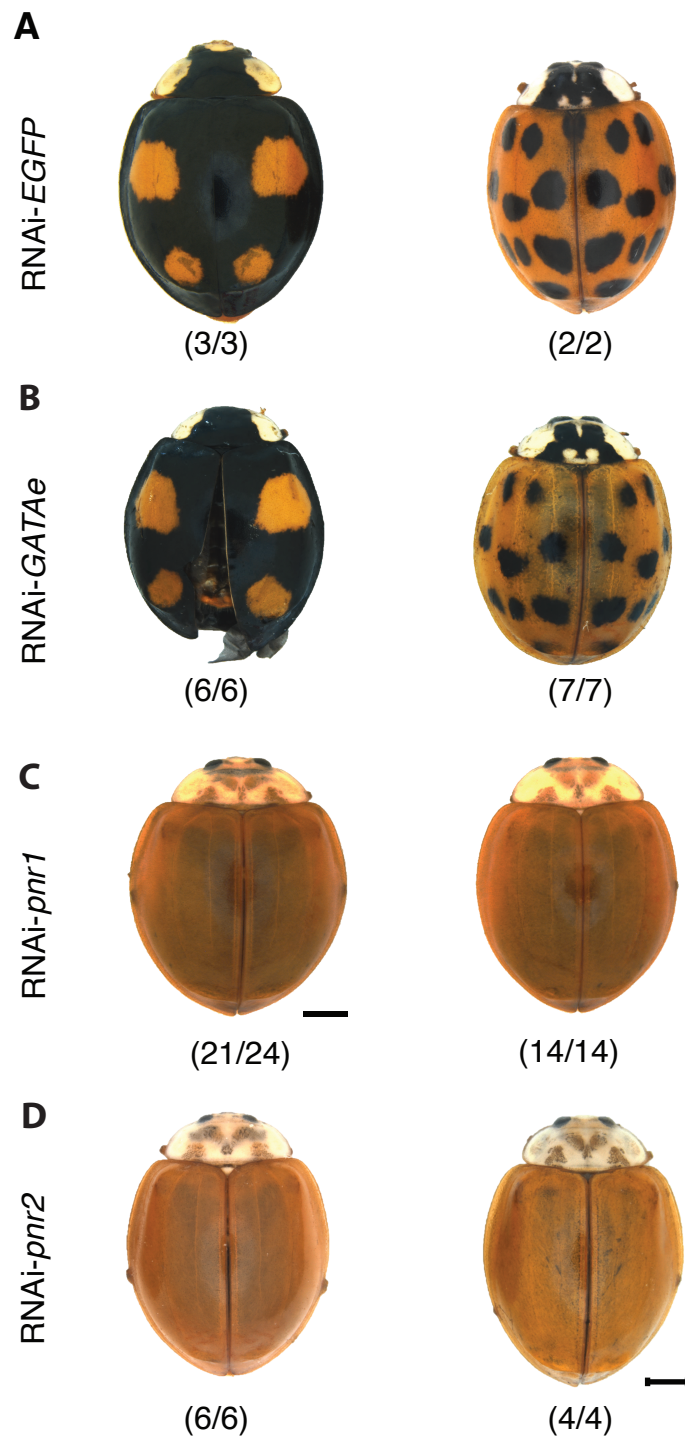 A
RNAi-EGFP
(3/3)
(2/2)
B
RNAi-GATAe
(6/6)
(7/7)
C
RNAi-pnr1
(21/24)
(14/14)
D
RNAi-pnr2
(6/6)
(4/4)